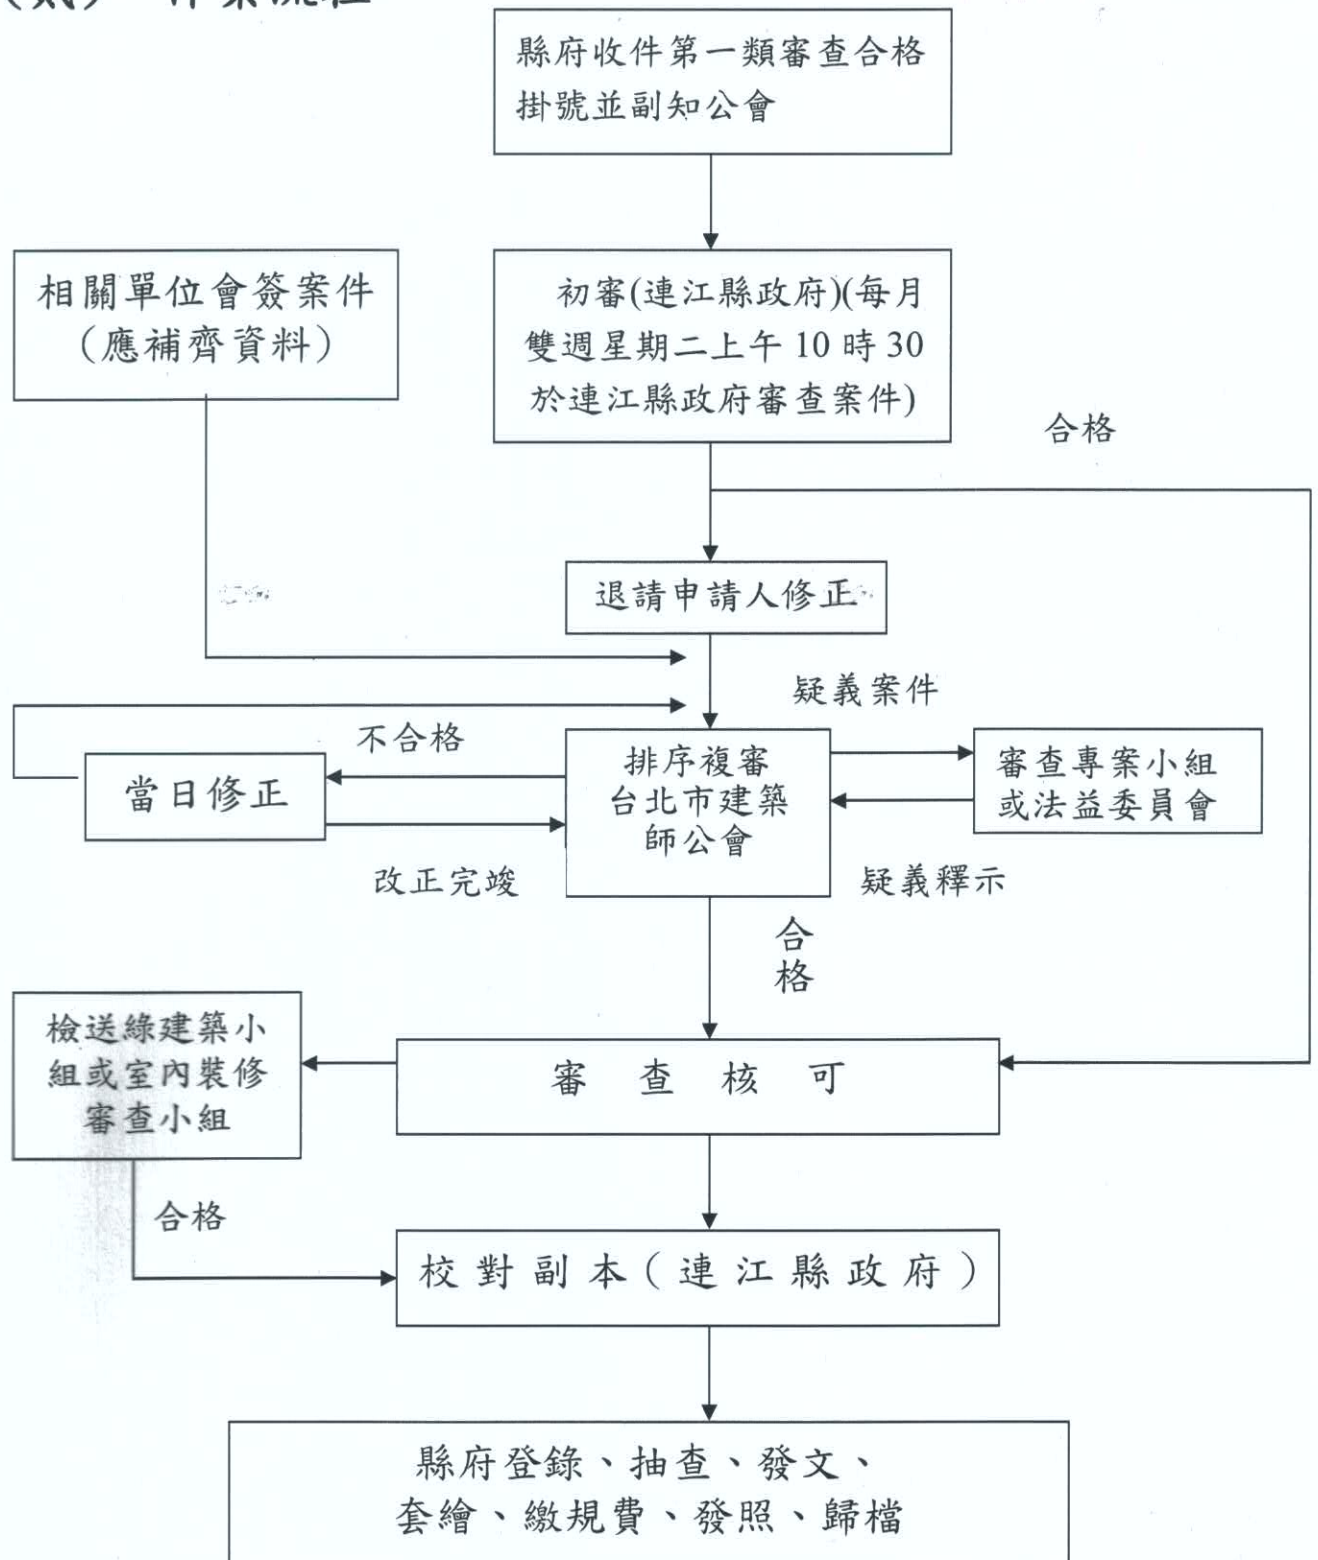 縣府收件第一類審查合格
掛號並副知公會
相關單位會簽案件
（應補齊資料）
初審(連江縣政府)(每月
雙週星期二上午 10 時 30
於連江縣政府審查案件)
合格
退請申請人修正
疑義案件
不合格
當日修正
排序複審
台北市建築
師公會
審查專案小組
或法益委員會
改正完竣
疑義釋示
合
格
檢送綠建築小
組或室內裝修
審查小組
審 查 核 可
合格
校對副本（連江縣政府）
縣府登錄、抽查、發文、
套繪、繳規費、發照、歸檔